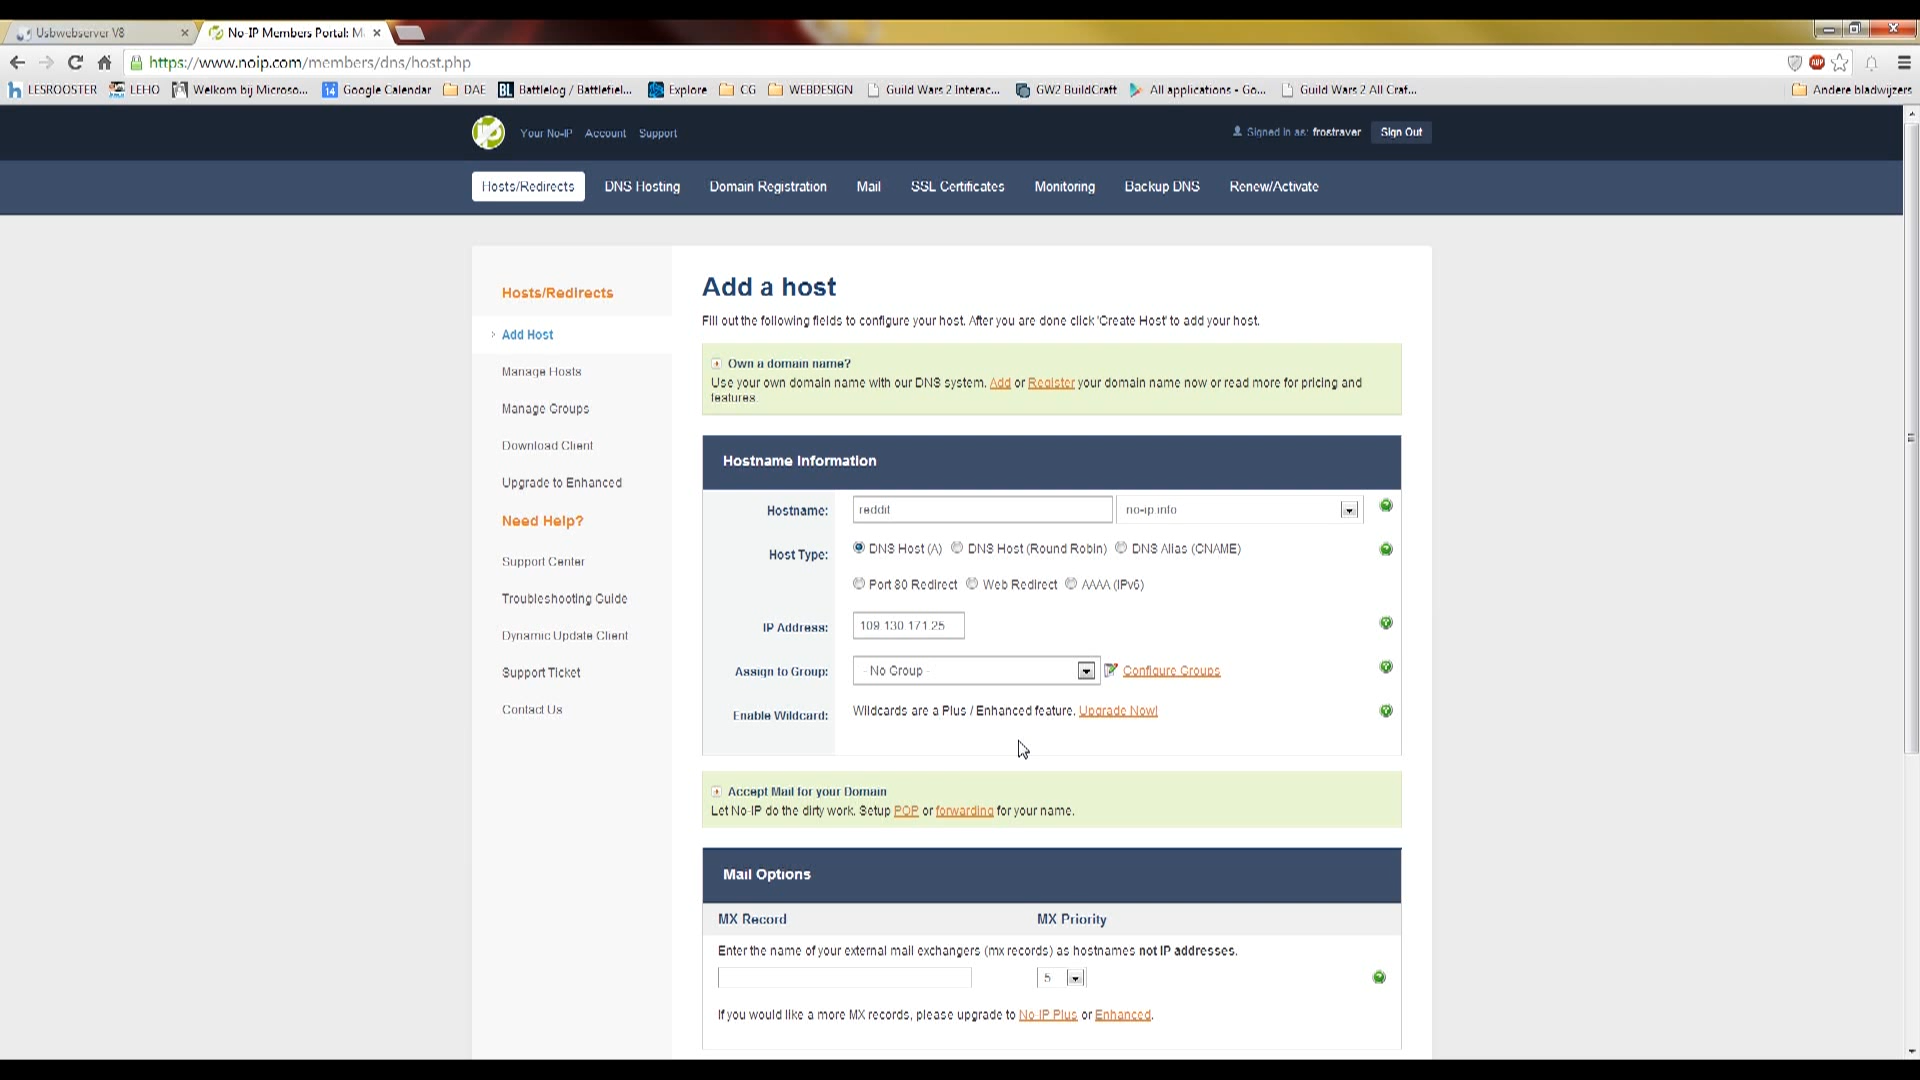 Usbwebserver V8
No-IP Members Portal: M
https://www.noip.com/members/dns/host.php
LESROOSTER LEHO Welkom bij Microso... Google Calendar DAE Battlelog / Battlefiel... Explore CG WEBDESIGN Guild Wars 2 Interac... GW2 BuildCraft All applications - Go... Guild Wars 2 All Craf... Andere bladwijzers
Your No-IP Account Support Signed in as: frostraver Sign Out
Hosts/Redirects DNS Hosting Domain Registration Mail SSL Certificates Monitoring Backup DNS Renew/Activate
Hosts/Redirects
Add Host
Manage Hosts
Manage Groups
Download Client
Upgrade to Enhanced
Need Help?
Support Center
Troubleshooting Guide
Dynamic Update Client
Support Ticket
Contact Us
Add a host
Fill out the following fields to configure your host. After you are done click 'Create Host' to add your host.
Own a domain name?
Use your own domain name with our DNS system. Add or Register your domain name now or read more for pricing and
features.
Hostname Information
Hostname: reddit no-ip.info
Host Type: DNS Host (A) DNS Host (Round Robin) DNS Alias (CNAME)
Port 80 Redirect Web Redirect AAAA (IPv6)
IP Address: 109.130.171.25
Assign to Group: - No Group - Configure Groups
Enable Wildcard: Wildcards are a Plus / Enhanced feature. Upgrade Now!
Accept Mail for your Domain
Let No-IP do the dirty work. Setup POP or forwarding for your name.
Mail Options
MX Record MX Priority
Enter the name of your external mail exchangers (mx records) as hostnames not IP addresses.
5
If you would like a more MX records, please upgrade to No-IP Plus or Enhanced.